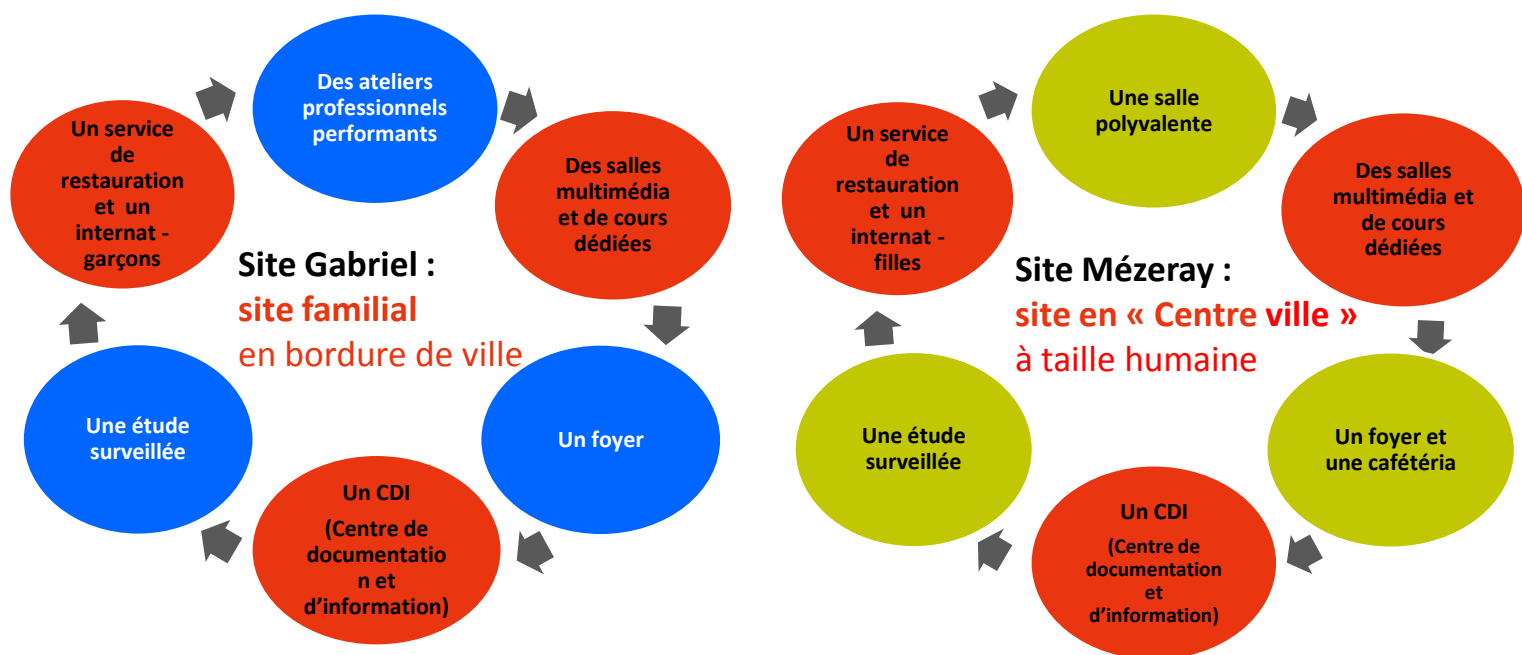 Des ateliers
professionnels
performants
Des salles
multimédia
et de cours
dédiées
Un foyer
Un CDI
(Centre de
documentatio
n et
d’information)
Une étude
surveillée
Un service
de
restauration
et un
internat -
garçons
Site Gabriel :
site familial
en bordure de ville
Une salle
polyvalente
Des salles
multimédia et
de cours
dédiées
Un foyer et
une cafétéria
Un CDI
(Centre de
documentation
et
d’information)
Une étude
surveillée
Un service
de
restauration
et un
internat -
filles
Site Mézeray :
site en « Centre ville »
à taille humaine